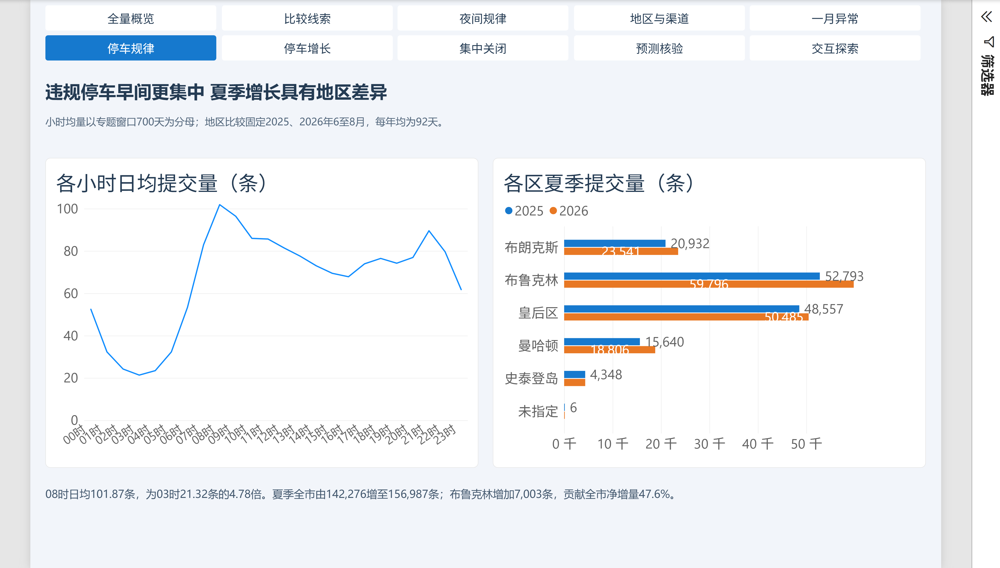 全量概览 比较线索 夜间规律 地区与渠道 一月异常
停车规律 停车增长 集中关闭 预测核验 交互探索
筛选器
违规停车早间更集中 夏季增长具有地区差异
小时均量以专题窗口700天为分母；地区比较固定2025、2026年6至8月，每年均为92天。
各小时日均提交量（条）
100
80
60
40
20
0
00时 01时 02时 03时 04时 05时 06时 07时 08时 09时 10时 11时 12时 13时 14时 15时 16时 17时 18时 19时 20时 21时 22时 23时
各区夏季提交量（条）
2025 2026
布朗克斯 20,932
23,541
布鲁克林 52,793
59,796
皇后区 48,557
50,485
曼哈顿 15,640
18,806
史泰登岛 4,348
未指定 6
0 千 10 千 20 千 30 千 40 千 50 千
08时日均101.87条，为03时21.32条的4.78倍。夏季全市由142,276增至156,987条；布鲁克林增加7,003条，贡献全市净增量47.6%。